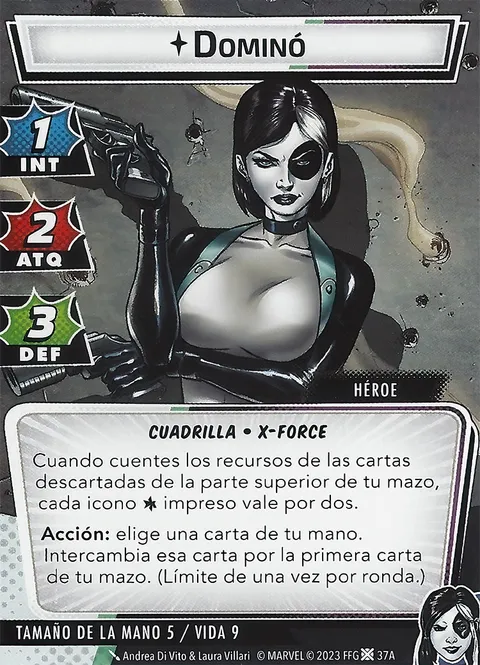 DOMINÓ
1
INT
2
ATQ
3
DEF
HÉROE
CUADRILLA • X-FORCE
Cuando cuentes los recursos de las cartas
descartadas de la parte superior de tu mazo,
cada icono impreso vale por dos.
Acción: elige una carta de tu mano.
Intercambia esa carta por la primera carta
de tu mazo. (Límite de una vez por ronda.)
TAMAÑO DE LA MANO 5 / VIDA 9
Andrea Di Vito & Laura Villari © MARVEL © 2023 FFG 37A